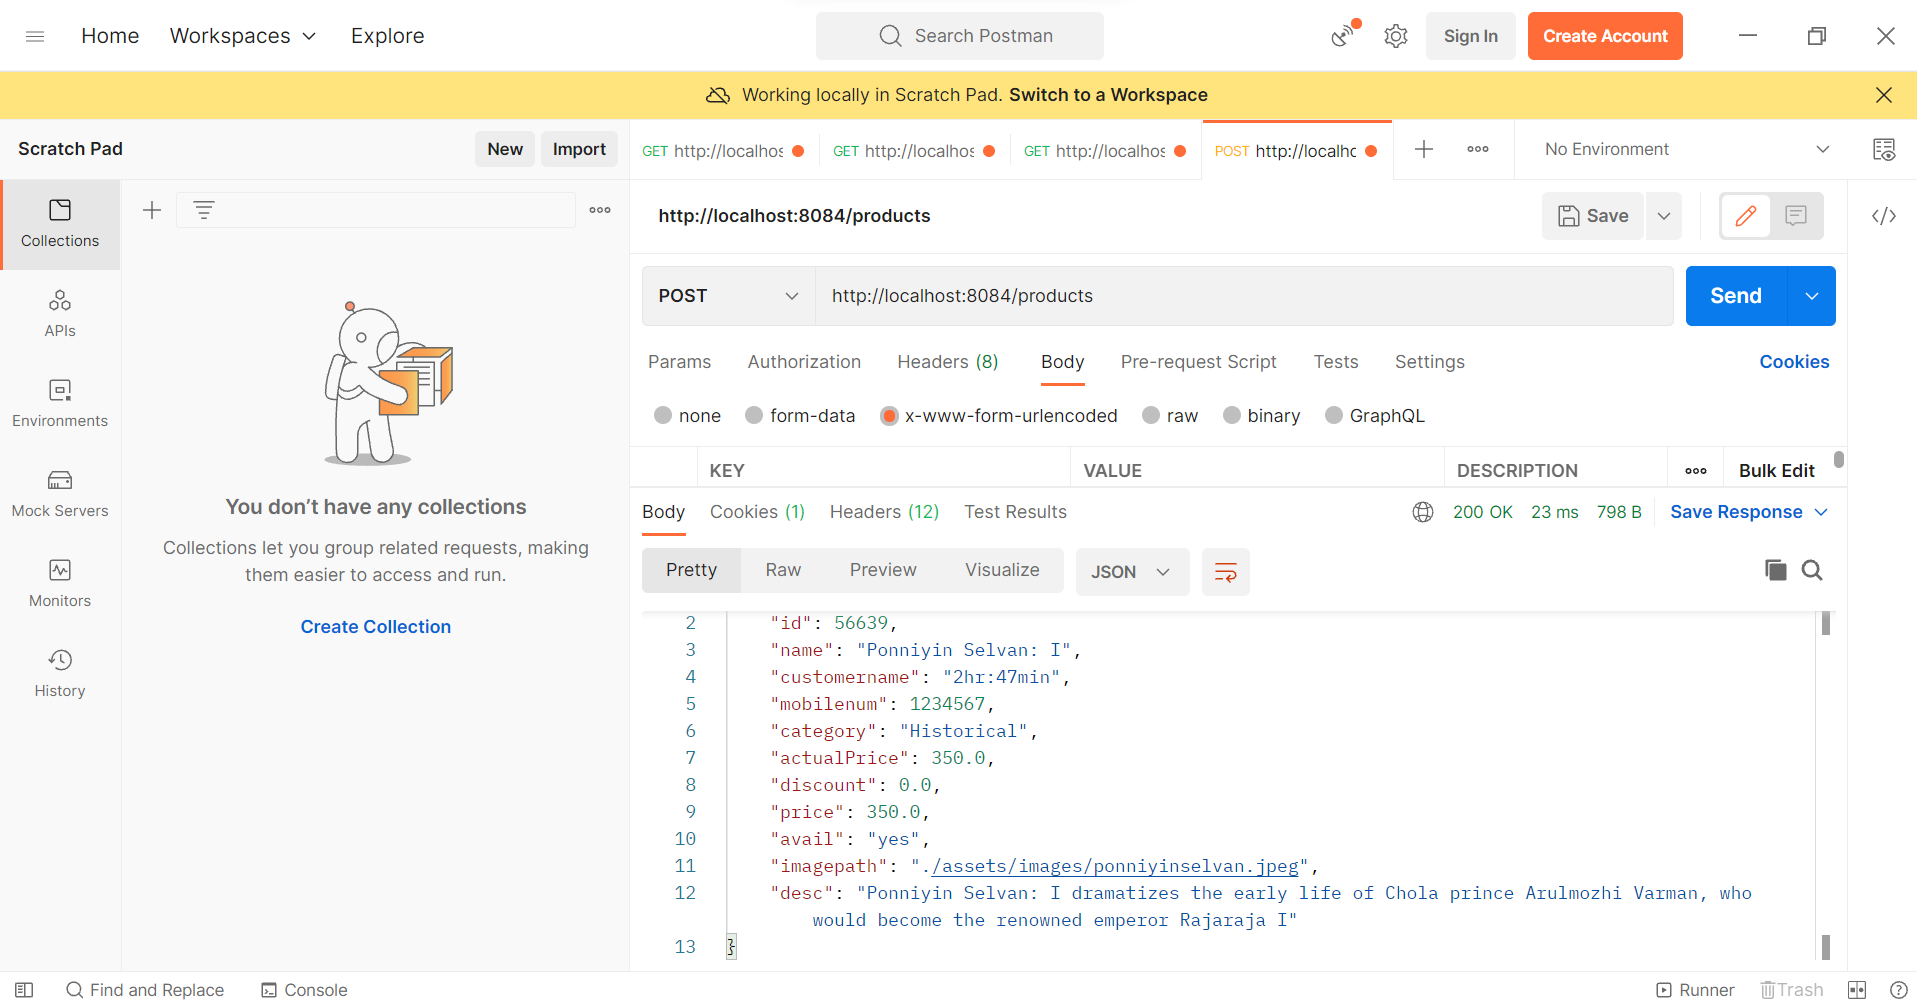 Home Workspaces Explore Search Postman Sign In Create Account
Working locally in Scratch Pad. Switch to a Workspace
Scratch Pad New Import
GET http://localhos GET http://localhos GET http://localhos POST http://localhc No Environment
Collections
APIs
Environments
Mock Servers
Monitors
History
You don’t have any collections
Collections let you group related requests, making
them easier to access and run.
Create Collection
http://localhost:8084/products Save
POST http://localhost:8084/products Send
Params Authorization Headers (8) Body Pre-request Script Tests Settings Cookies
none form-data x-www-form-urlencoded raw binary GraphQL
KEY VALUE DESCRIPTION Bulk Edit
Body Cookies (1) Headers (12) Test Results 200 OK 23 ms 798 B Save Response
Pretty Raw Preview Visualize JSON
2 "id": 56639,
3 "name": "Ponniyin Selvan: I",
4 "customername": "2hr:47min",
5 "mobilenum": 1234567,
6 "category": "Historical",
7 "actualPrice": 350.0,
8 "discount": 0.0,
9 "price": 350.0,
10 "avail": "yes",
11 "imagepath": "./assets/images/ponniyinselvan.jpeg",
12 "desc": "Ponniyin Selvan: I dramatizes the early life of Chola prince Arulmozhi Varman, who
would become the renowned emperor Rajaraja I"
13 }
Find and Replace Console Runner Trash